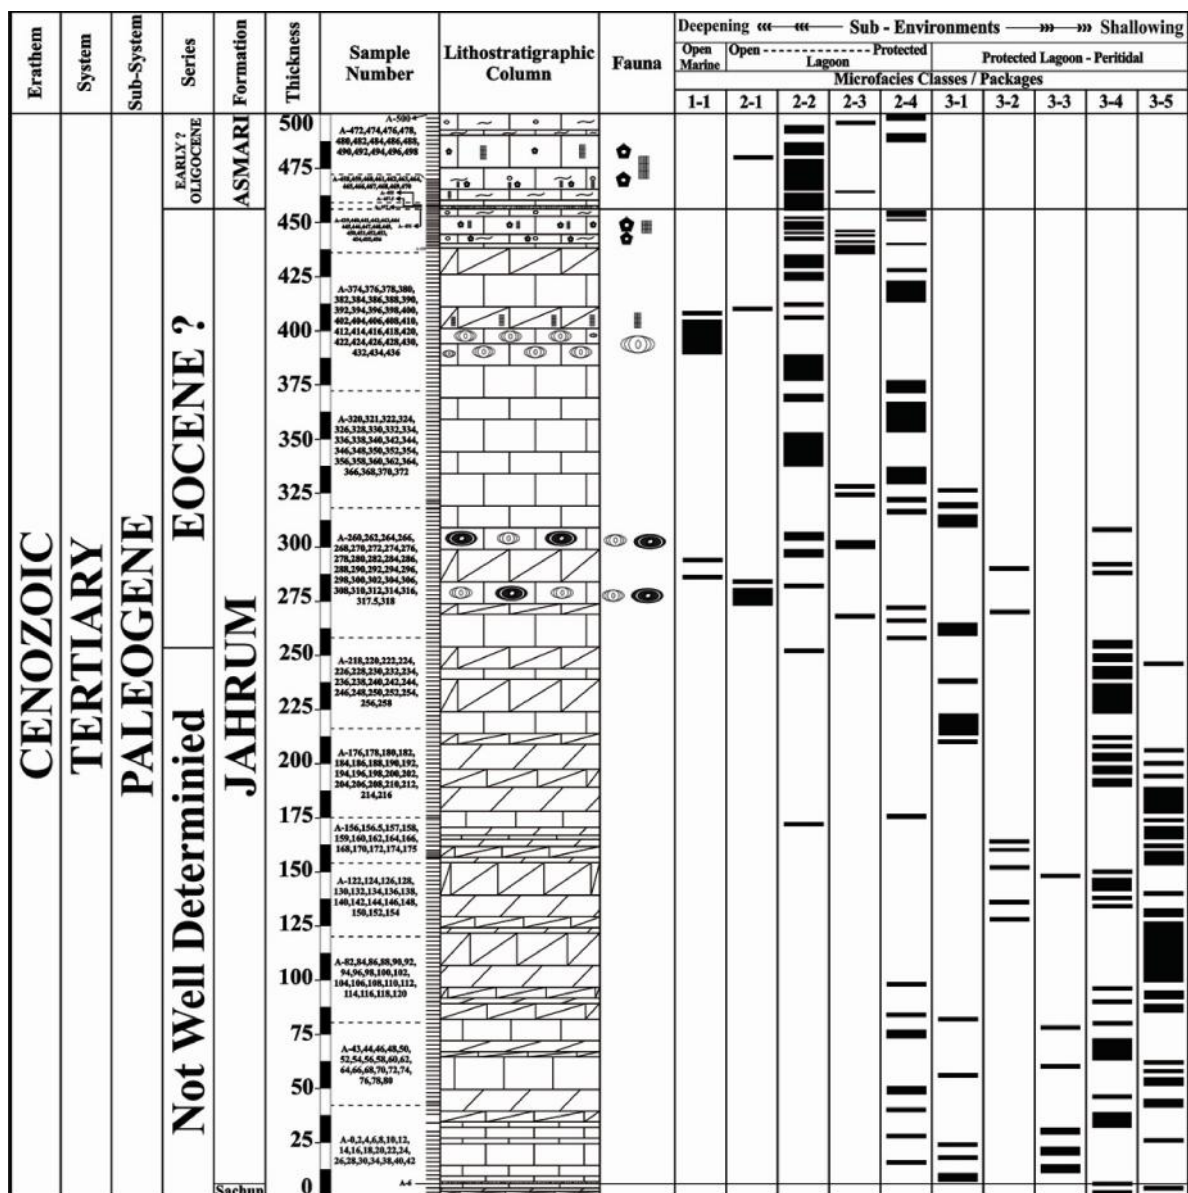 Erathem
System
Sub-System
Series
Formation
Thickness
Sample
Number
Lithostratigraphic
Column
Fauna
Deepening
Sub - Environments
Shallowing
Open
Marine
Open
Protected
Lagoon
Protected Lagoon - Peritidal
Microfacies Classes / Packages
1-1
2-1
2-2
2-3
2-4
3-1
3-2
3-3
3-4
3-5
CENOZOIC
TERTIARY
PALEOGENE
EARLY ?
OLIGOCENE
EOCENE ?
Not Well Determinied
ASMARI
JAHRUM
Sachun
500
475
450
425
400
375
350
325
300
275
250
225
200
175
150
125
100
75
50
25
0
A-500
A-472,474,476,478,
480,482,484,486,488,
490,492,494,496,498
A-374,376,378,380,
382,384,386,388,390,
392,394,396,398,400,
402,404,406,408,410,
412,414,416,418,420,
422,424,426,428,430,
432,434,436
A-320,321,322,324,
326,328,330,332,334,
336,338,340,342,344,
346,348,350,352,354,
356,358,360,362,364,
366,368,370,372
A-260,262,264,266,
268,270,272,274,276,
278,280,282,284,286,
288,290,292,294,296,
298,300,302,304,306,
308,310,312,314,316,
317.5,318
A-218,220,222,224,
226,228,230,232,234,
236,238,240,242,244,
246,248,250,252,254,
256,258
A-176,178,180,182,
184,186,188,190,192,
194,196,198,200,202,
204,206,208,210,212,
214,216
A-156,156.5,157,158,
159,160,162,164,166,
168,170,172,174,175
A-122,124,126,128,
130,132,134,136,138,
140,142,144,146,148,
150,152,154
A-82,84,86,88,90,92,
94,96,98,100,102,
104,106,108,110,112,
114,116,118,120
A-43,44,46,48,50,
52,54,56,58,60,62,
64,66,68,70,72,74,
76,78,80
A-0,2,4,6,8,10,12,
14,16,18,20,22,24,
26,28,30,34,38,40,42